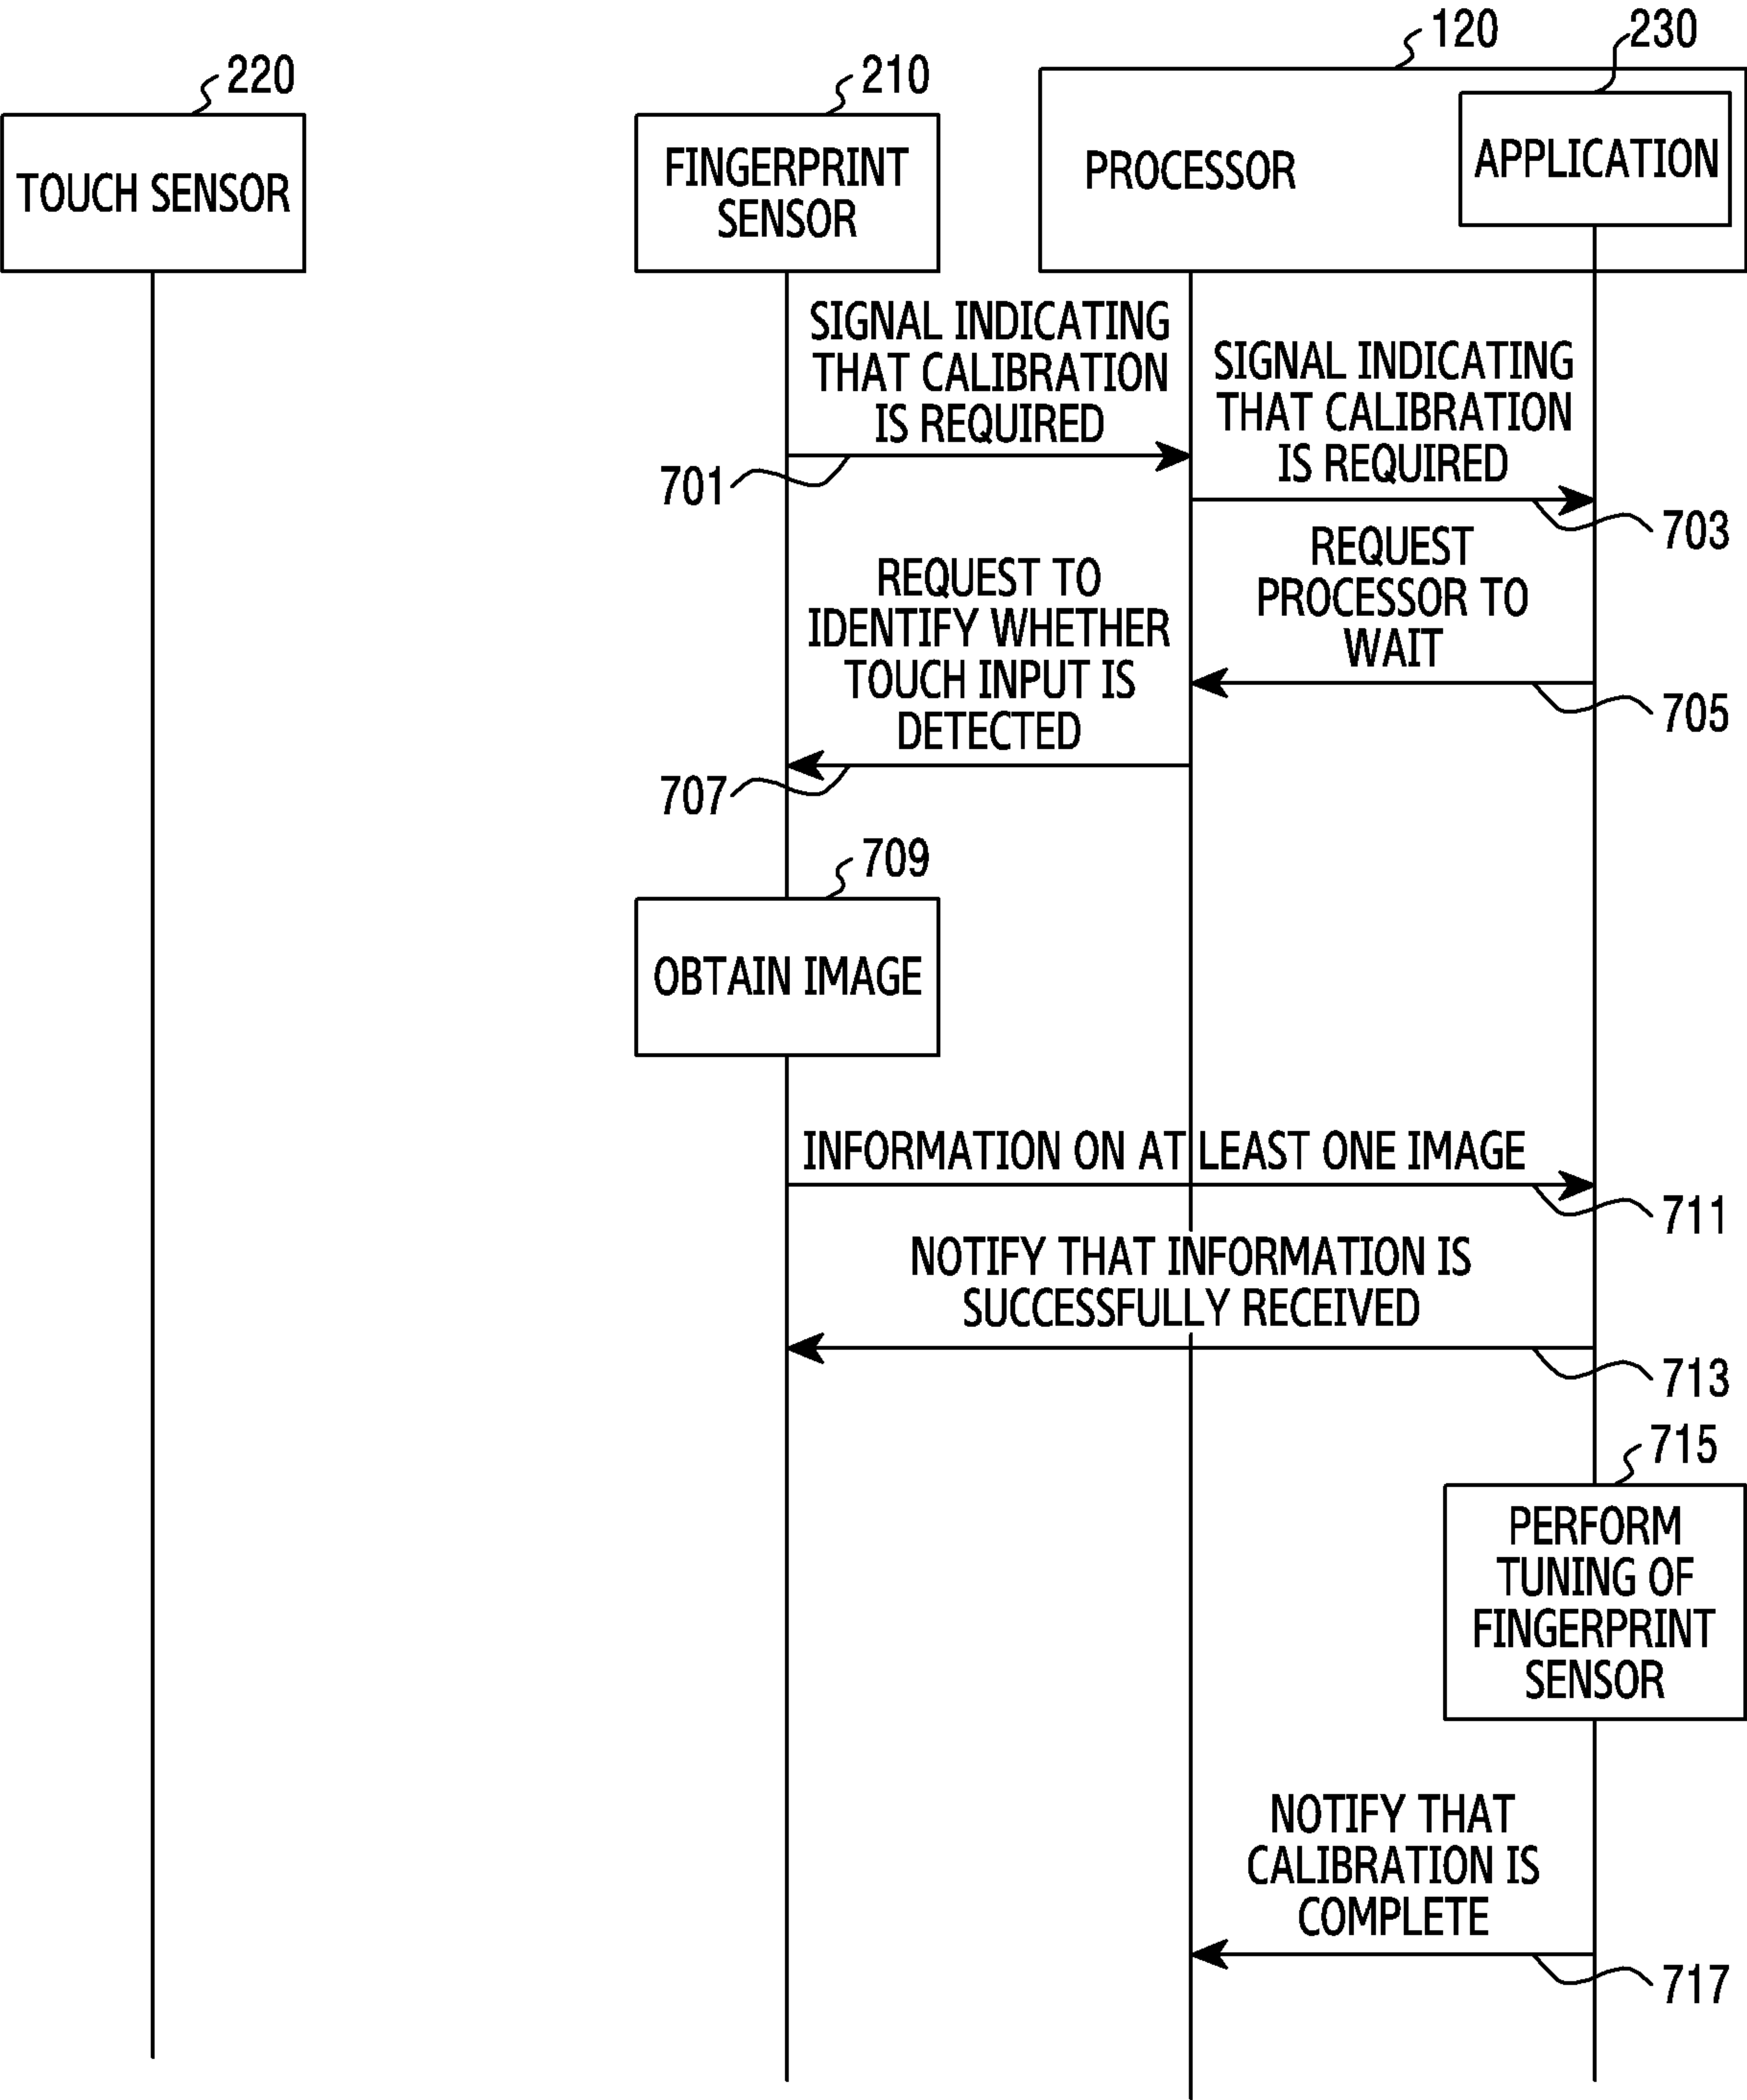 120
230
220
210
TOUCH SENSOR
FINGERPRINT
SENSOR
PROCESSOR
APPLICATION
SIGNAL INDICATING
THAT CALIBRATION
IS REQUIRED
701
SIGNAL INDICATING
THAT CALIBRATION
IS REQUIRED
703
REQUEST
PROCESSOR TO
WAIT
705
REQUEST TO
IDENTIFY WHETHER
TOUCH INPUT IS
DETECTED
707
709
OBTAIN IMAGE
INFORMATION ON AT LEAST ONE IMAGE
711
NOTIFY THAT INFORMATION IS
SUCCESSFULLY RECEIVED
713
715
PERFORM
TUNING OF
FINGERPRINT
SENSOR
NOTIFY THAT
CALIBRATION IS
COMPLETE
717